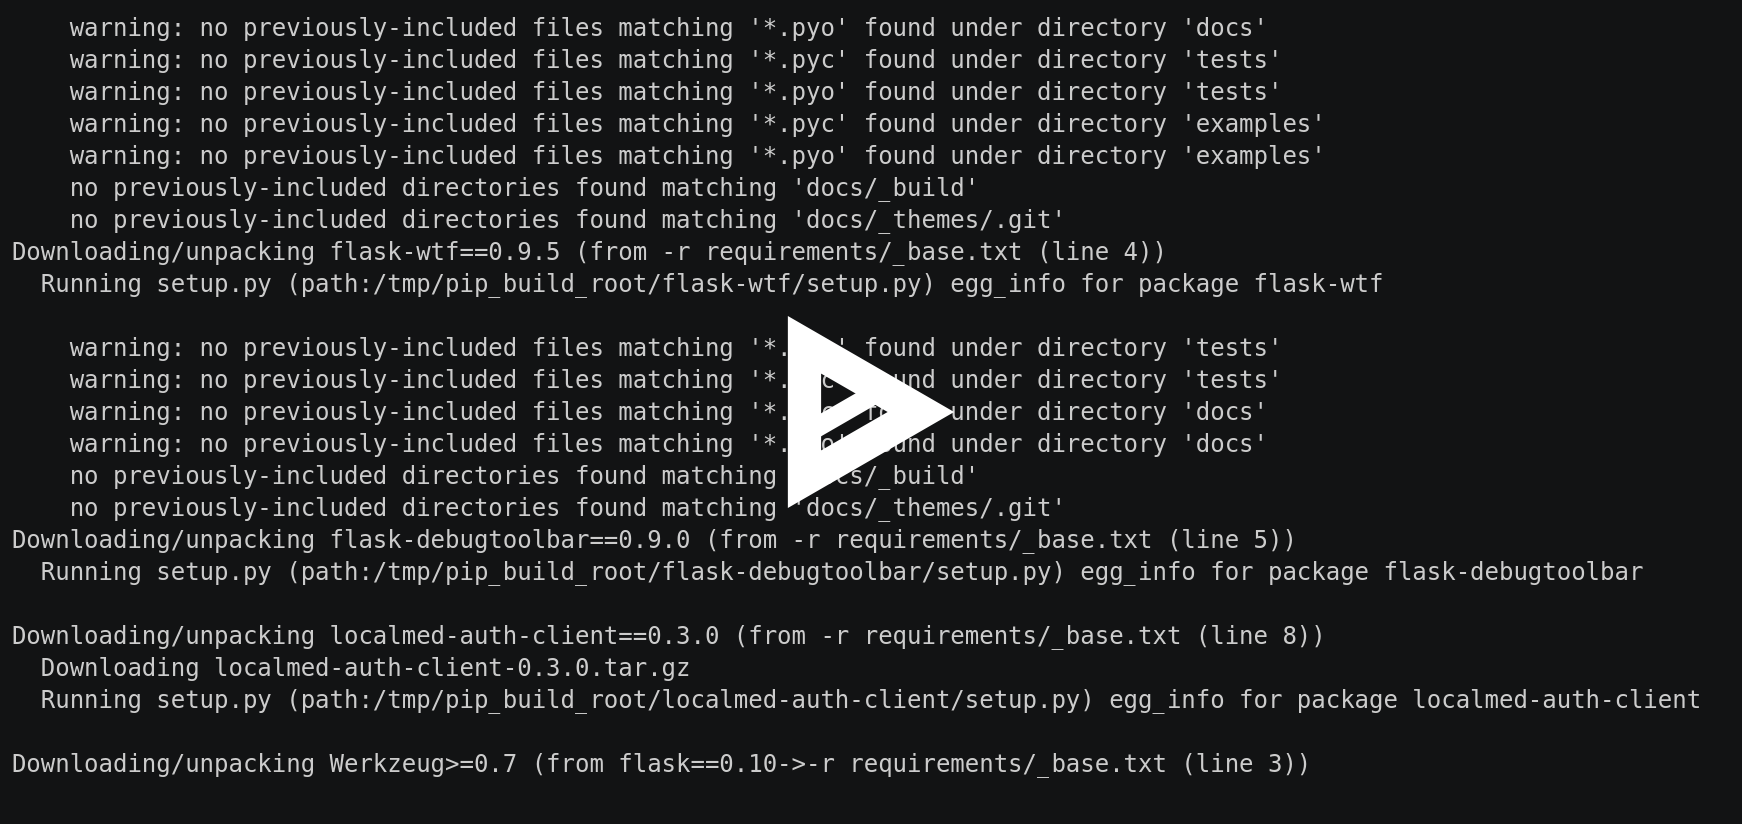 warning: no previously-included files matching '*.pyo' found under directory 'docs'
warning: no previously-included files matching '*.pyc' found under directory 'tests'
warning: no previously-included files matching '*.pyo' found under directory 'tests'
warning: no previously-included files matching '*.pyc' found under directory 'examples'
warning: no previously-included files matching '*.pyo' found under directory 'examples'
no previously-included directories found matching 'docs/_build'
no previously-included directories found matching 'docs/_themes/.git'
Downloading/unpacking flask-wtf==0.9.5 (from -r requirements/_base.txt (line 4))
Running setup.py (path:/tmp/pip_build_root/flask-wtf/setup.py) egg_info for package flask-wtf
warning: no previously-included files matching found under directory 'tests'
warning: no previously-included files matching under directory 'tests'
warning: no previously-included files matching under directory 'docs'
warning: no previously-included files matching under directory 'docs'
no previously-included directories found matching
no previously-included directories found matching 'docs/_themes/.git'
Downloading/unpacking flask-debugtoolbar==0.9.0 (from -r requirements/_base.txt (line 5))
Running setup.py (path:/tmp/pip_build_root/flask-debugtoolbar/setup.py) egg_info for package flask-debugtoolbar
Downloading/unpacking localmed-auth-client==0.3.0 (from -r requirements/_base.txt (line 8))
Downloading localmed-auth-client-0.3.0.tar.gz
Running setup.py (path:/tmp/pip_build_root/localmed-auth-client/setup.py) egg_info for package localmed-auth-client
Downloading/unpacking Werkzeug>=0.7 (from flask==0.10->-r requirements/_base.txt (line 3))